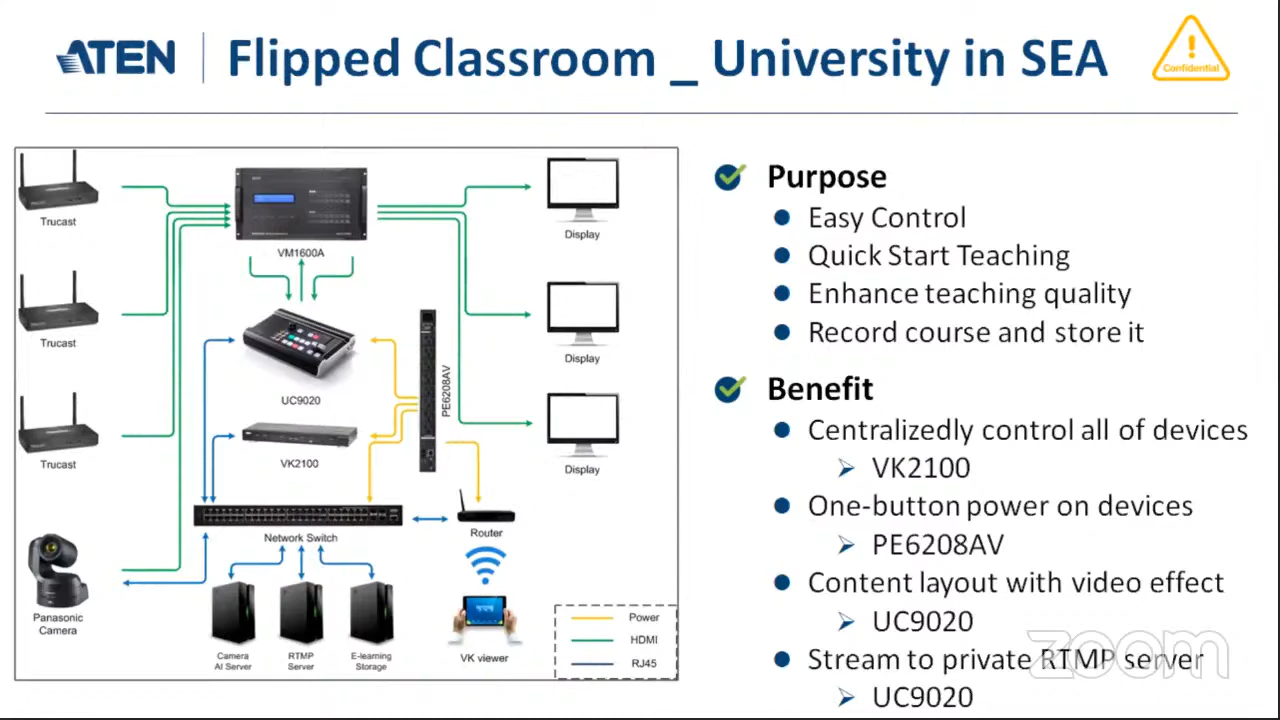 ATEN
Flipped Classroom _ University in SEA
Confidential
Trucast
Trucast
Trucast
Panasonic
Camera
VM1600A
UC9020
VK2100
PE6208AV
Network Switch
Router
Camera
AI Server
RTMP
Server
E-learning
Storage
VK viewer
Display
Display
Display
Power
HDMI
RJ45
Purpose
Easy Control
Quick Start Teaching
Enhance teaching quality
Record course and store it
Benefit
Centralizedly control all of devices
VK2100
One-button power on devices
PE6208AV
Content layout with video effect
UC9020
Stream to private RTMP server
UC9020
zoom